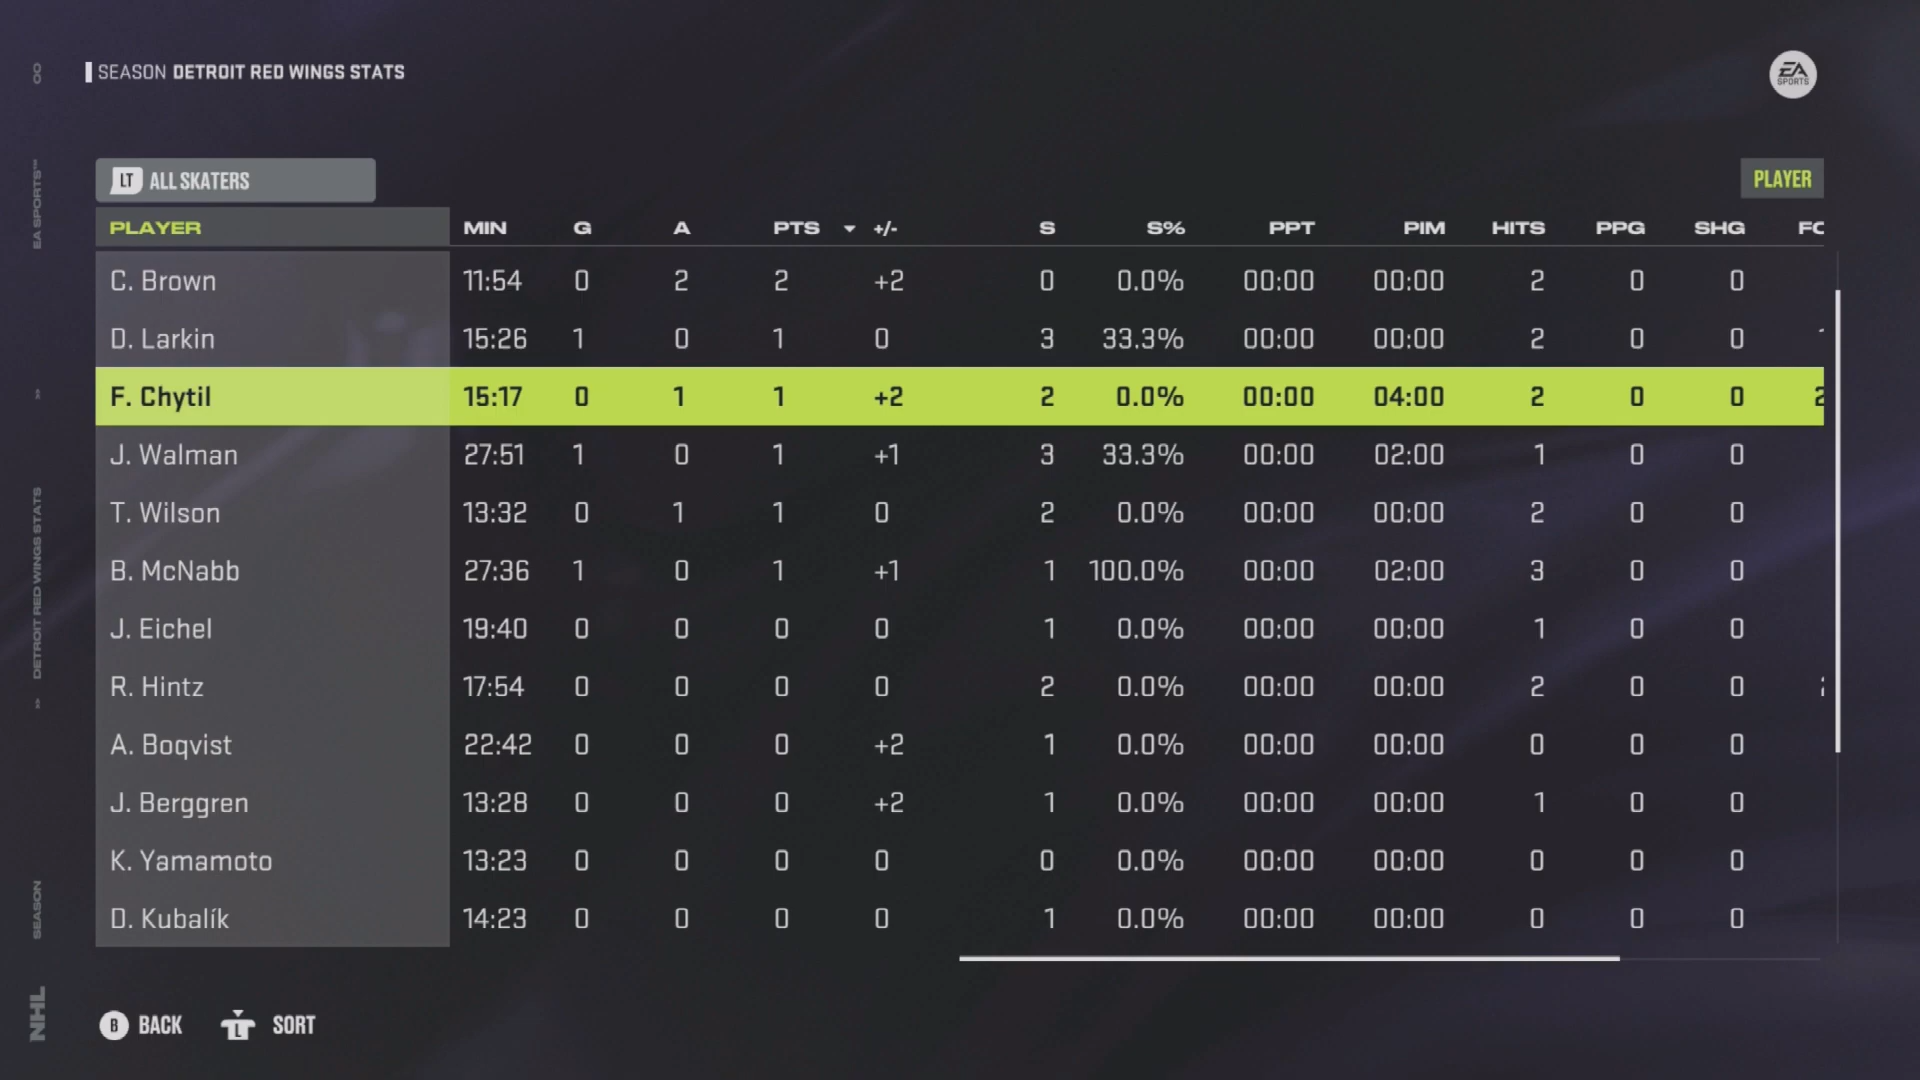 SEASON DETROIT RED WINGS STATS
EA SPORTS
LT ALL SKATERS
PLAYER
PLAYER MIN G A PTS +/- S S% PPT PIM HITS PPG SHG
C. Brown 11:54 0 2 2 +2 0 0.0% 00:00 00:00 2 0 0
D. Larkin 15:26 1 0 1 0 3 33.3% 00:00 00:00 2 0 0
F. Chytil 15:17 0 1 1 +2 2 0.0% 00:00 04:00 2 0 0
J. Walman 27:51 1 0 1 +1 3 33.3% 00:00 02:00 1 0 0
T. Wilson 13:32 0 1 1 0 2 0.0% 00:00 00:00 2 0 0
B. McNabb 27:36 1 0 1 +1 1 100.0% 00:00 02:00 3 0 0
J. Eichel 19:40 0 0 0 0 1 0.0% 00:00 00:00 1 0 0
R. Hintz 17:54 0 0 0 0 2 0.0% 00:00 00:00 2 0 0
A. Boqvist 22:42 0 0 0 +2 1 0.0% 00:00 00:00 0 0 0
J. Berggren 13:28 0 0 0 +2 1 0.0% 00:00 00:00 1 0 0
K. Yamamoto 13:23 0 0 0 0 0 0.0% 00:00 00:00 0 0 0
D. Kubalík 14:23 0 0 0 0 1 0.0% 00:00 00:00 0 0 0
B BACK L SORT
NHL SEASON DETROIT RED WINGS STATS EA SPORTS™